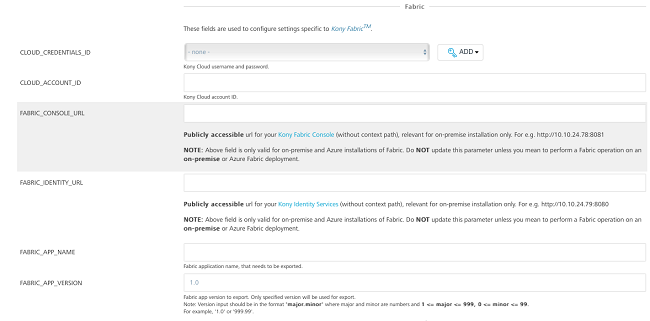 Fabric
These fields are used to configure settings specific to Kony Fabric™.
CLOUD_CREDENTIALS_ID
- none -
ADD
Kony Cloud username and password.
CLOUD_ACCOUNT_ID
Kony Cloud account ID.
FABRIC_CONSOLE_URL
Publicly accessible url for your Kony Fabric Console (without context path), relevant for on-premise installation only. For e.g. http://10.10.24.78:8081
NOTE: Above field is only valid for on-premise and Azure installations of Fabric. Do NOT update this parameter unless you mean to perform a Fabric operation on an
on-premise or Azure Fabric deployment.
FABRIC_IDENTITY_URL
Publicly accessible url for your Kony Identity Services (without context path), relevant for on-premise installation only. For e.g. http://10.10.24.79:8080
NOTE: Above field is only valid for on-premise and Azure installations of Fabric. Do NOT update this parameter unless you mean to perform a Fabric operation on an
on-premise or Azure Fabric deployment.
FABRIC_APP_NAME
Fabric application name, that needs to be exported.
FABRIC_APP_VERSION
1.0
Fabric app version to export. Only specified version will be used for export.
Note: Version input should be in the format 'major.minor' where major and minor are numbers and 1 <= major <= 999, 0 <= minor <= 99.
For example, '1.0' or '999.99'.